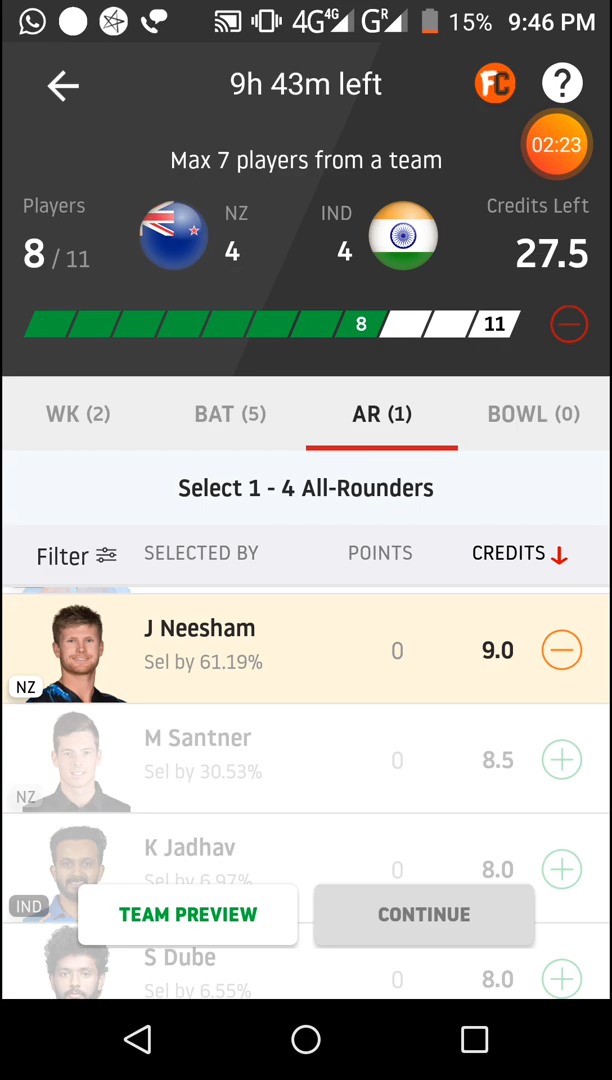 4G 4G G R 15% 9:46 PM
9h 43m left
FC ?
02:23
Max 7 players from a team
Players NZ IND Credits Left
8 / 11 4 4 27.5
8 11
WK (2) BAT (5) AR (1) BOWL (0)
Select 1 - 4 All-Rounders
Filter SELECTED BY POINTS CREDITS
J Neesham
Sel by 61.19% 0 9.0
NZ
M Santner
Sel by 30.53% 0 8.5
NZ
K Jadhav
Sel by 6.97% 0 8.0
IND
TEAM PREVIEW CONTINUE
S Dube
Sel by 6.55% 0 8.0